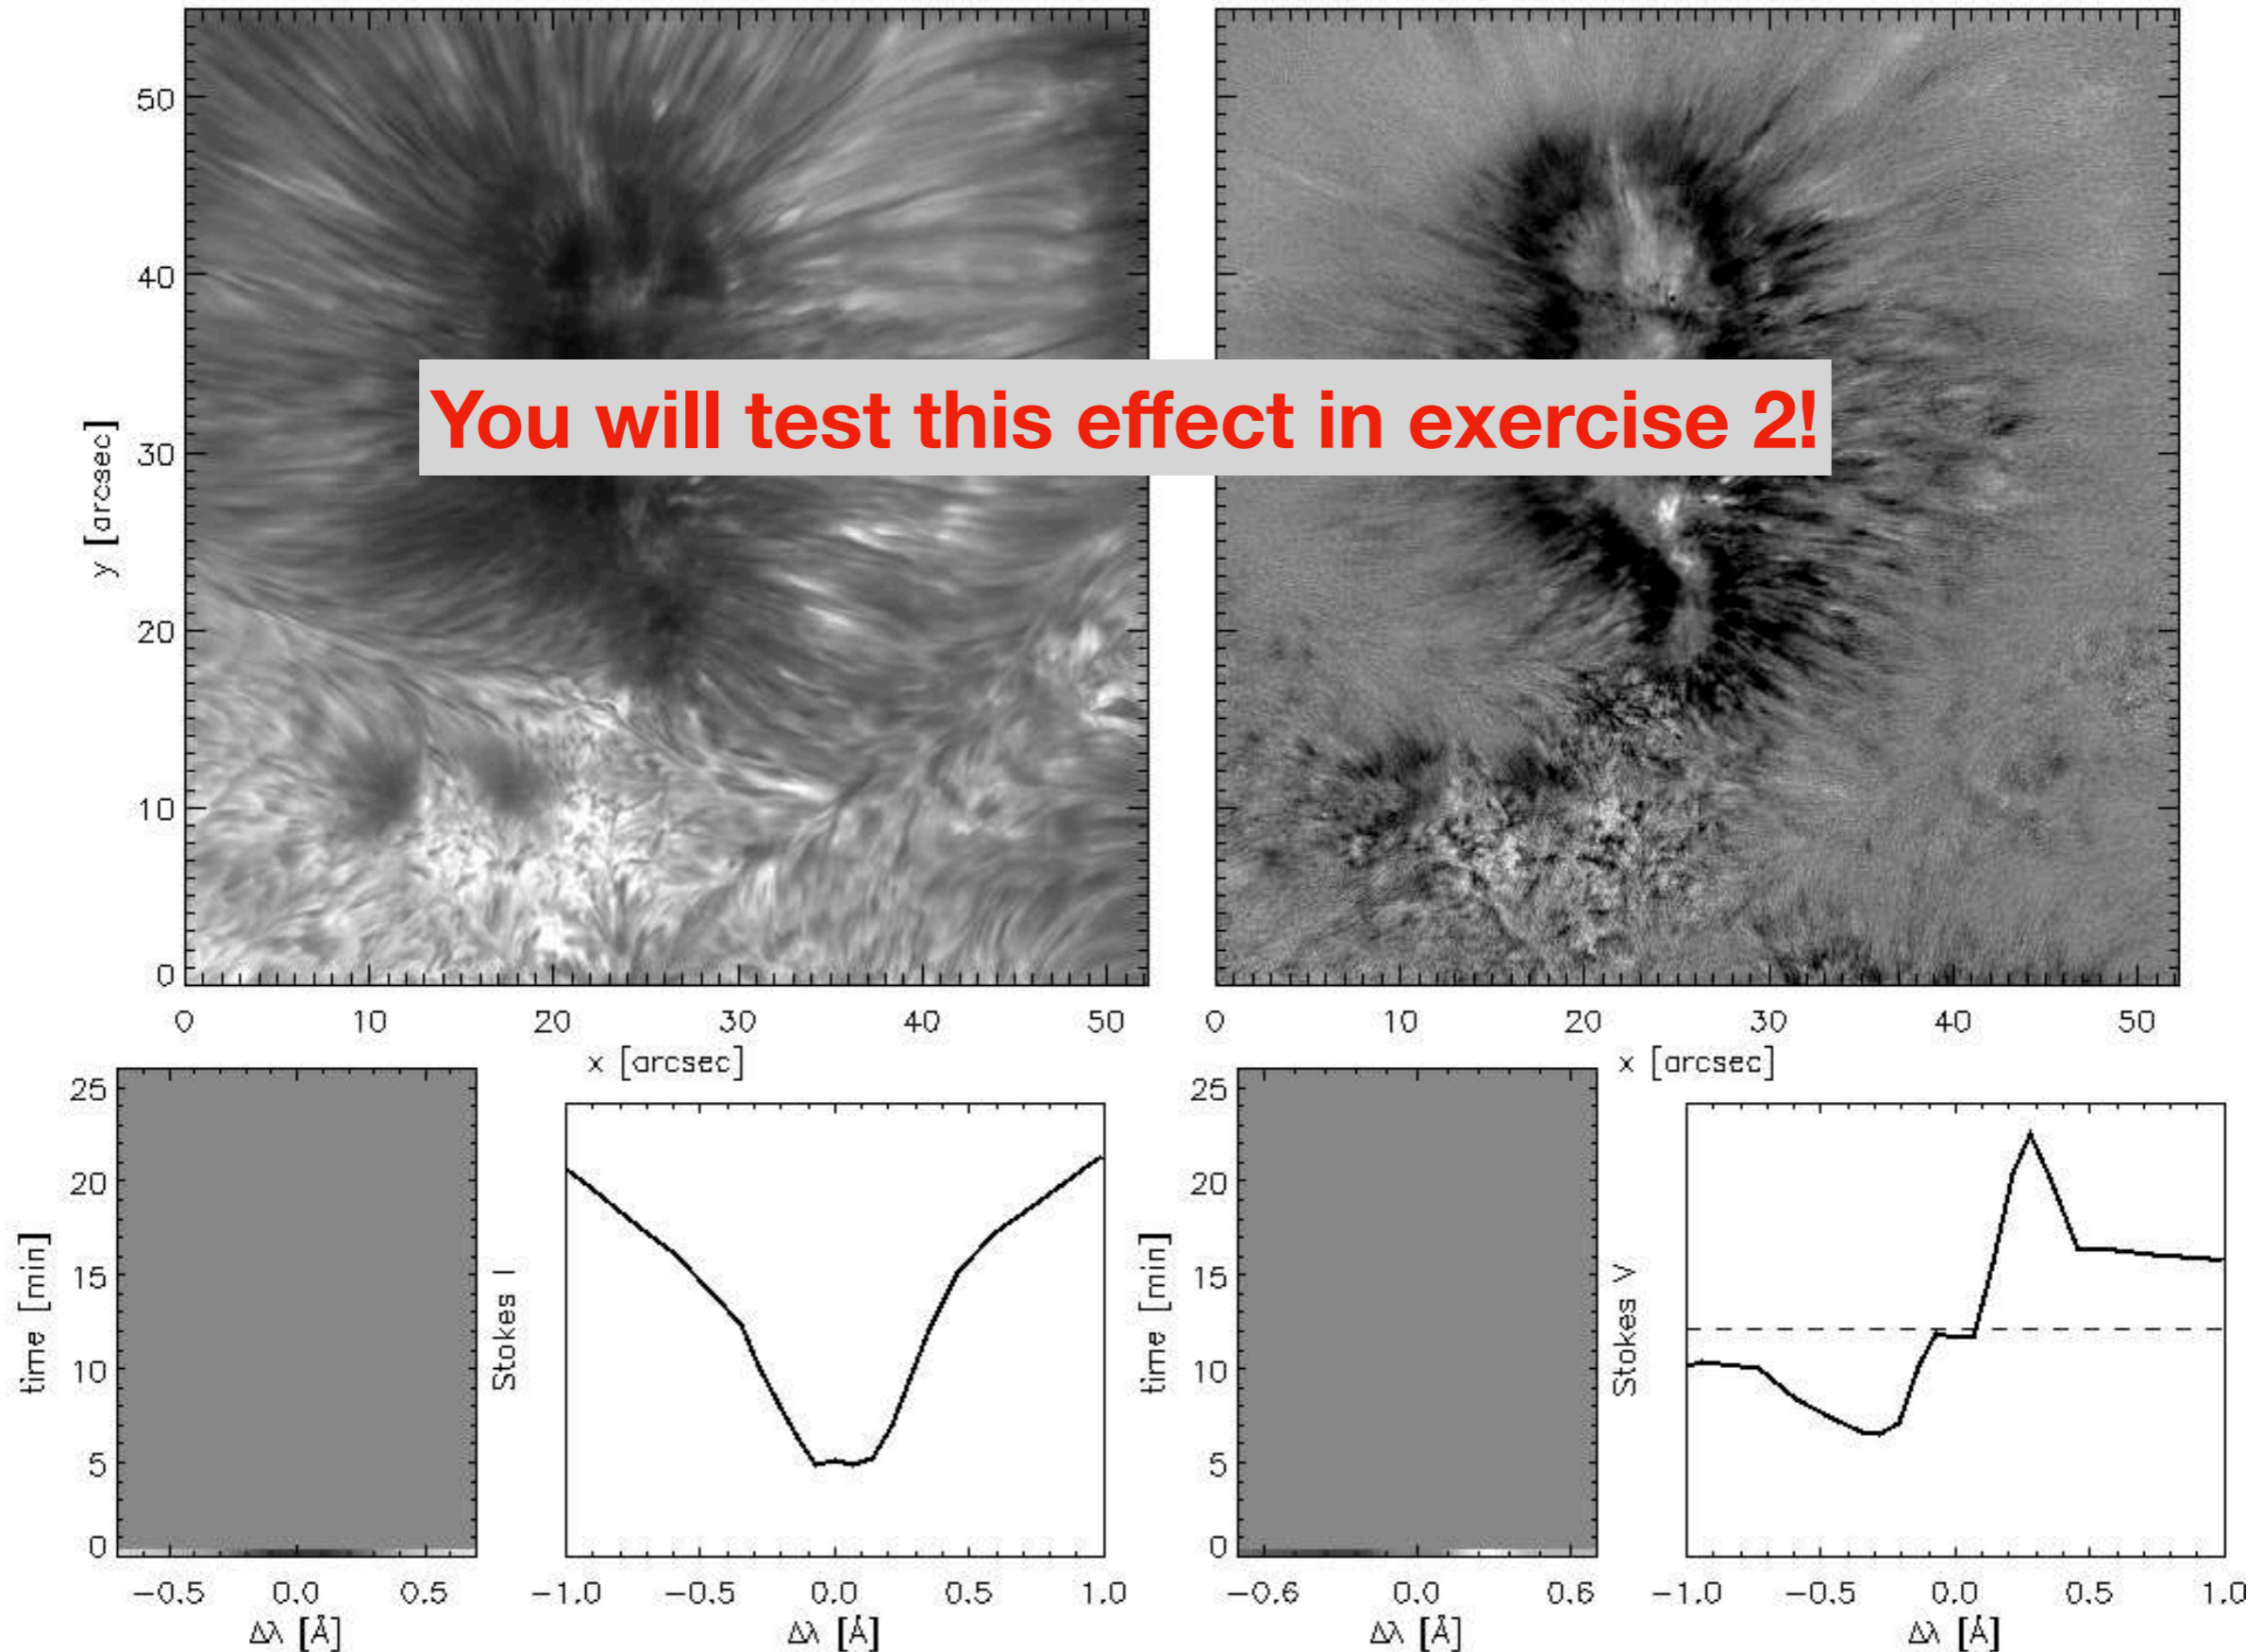 50
40
You will test this effect in exercise 2!
y [arcsec]
30
20
10
0
0 10 20 30 40 50
0 10 20 30 40 50
x [arcsec]
x [arcsec]
25
20
15
10
5
0
time [min]
Stokes I
25
20
15
10
5
0
time [min]
Stokes V
−0.5 0.0 0.5
−1.0 −0.5 0.0 0.5 1.0
−0.6 0.0 0.6
−1.0 −0.5 0.0 0.5 1.0
Δλ [Å]
Δλ [Å]
Δλ [Å]
Δλ [Å]